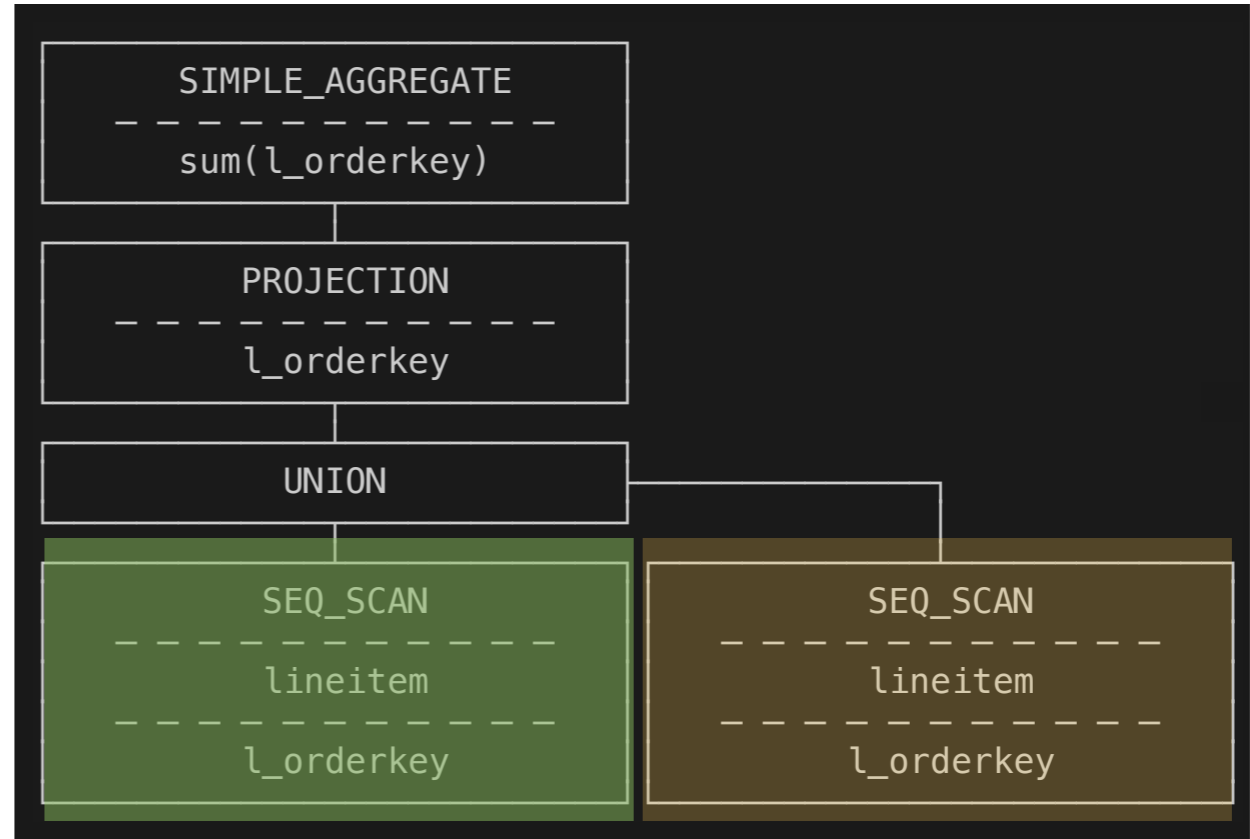 SIMPLE_AGGREGATE
sum(l_orderkey)
PROJECTION
l_orderkey
UNION
SEQ_SCAN
lineitem
l_orderkey
SEQ_SCAN
lineitem
l_orderkey